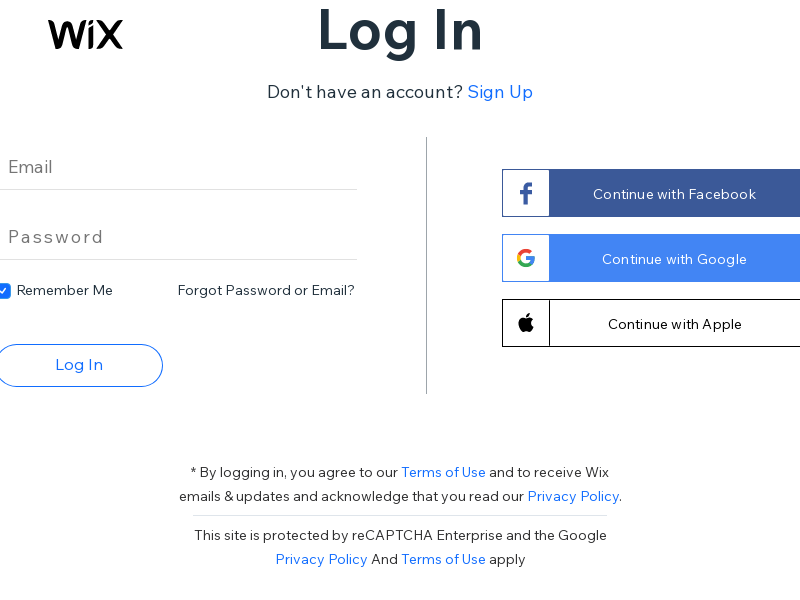 WiX
Log In
Don't have an account? Sign Up
Email
Password
Remember Me
Forgot Password or Email?
Log In
Continue with Facebook
Continue with Google
Continue with Apple
* By logging in, you agree to our Terms of Use and to receive Wix
emails & updates and acknowledge that you read our Privacy Policy.
This site is protected by reCAPTCHA Enterprise and the Google
Privacy Policy And Terms of Use apply